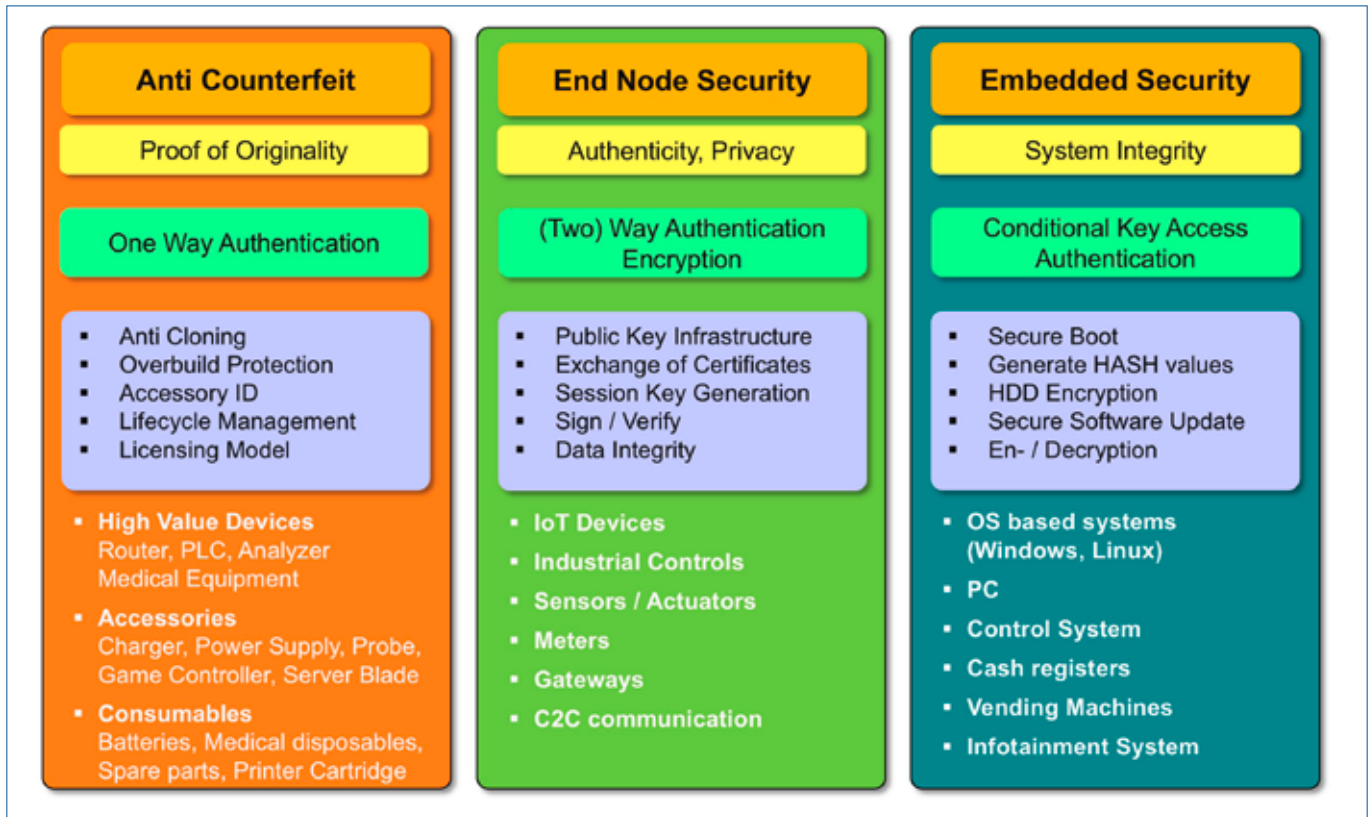 Anti Counterfeit
Proof of Originality
One Way Authentication
▪ Anti Cloning
▪ Overbuild Protection
▪ Accessory ID
▪ Lifecycle Management
▪ Licensing Model
▪ High Value Devices
Router, PLC, Analyzer
Medical Equipment
▪ Accessories
Charger, Power Supply, Probe,
Game Controller, Server Blade
▪ Consumables
Batteries, Medical disposables,
Spare parts, Printer Cartridge
End Node Security
Authenticity, Privacy
(Two) Way Authentication
Encryption
▪ Public Key Infrastructure
▪ Exchange of Certificates
▪ Session Key Generation
▪ Sign / Verify
▪ Data Integrity
▪ IoT Devices
▪ Industrial Controls
▪ Sensors / Actuators
▪ Meters
▪ Gateways
▪ C2C communication
Embedded Security
System Integrity
Conditional Key Access
Authentication
▪ Secure Boot
▪ Generate HASH values
▪ HDD Encryption
▪ Secure Software Update
▪ En- / Decryption
▪ OS based systems
(Windows, Linux)
▪ PC
▪ Control System
▪ Cash registers
▪ Vending Machines
▪ Infotainment System